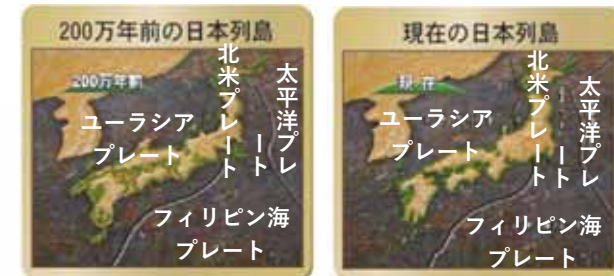 200万年前の日本列島
200万年前
ユーラシア
プレート
北米プレート
太平洋プレ
ート
フィリピン海
プレート
現在の日本列島
現在
ユーラシア
プレート
北米プレート
太平洋プレ
ート
フィリピン海
プレート